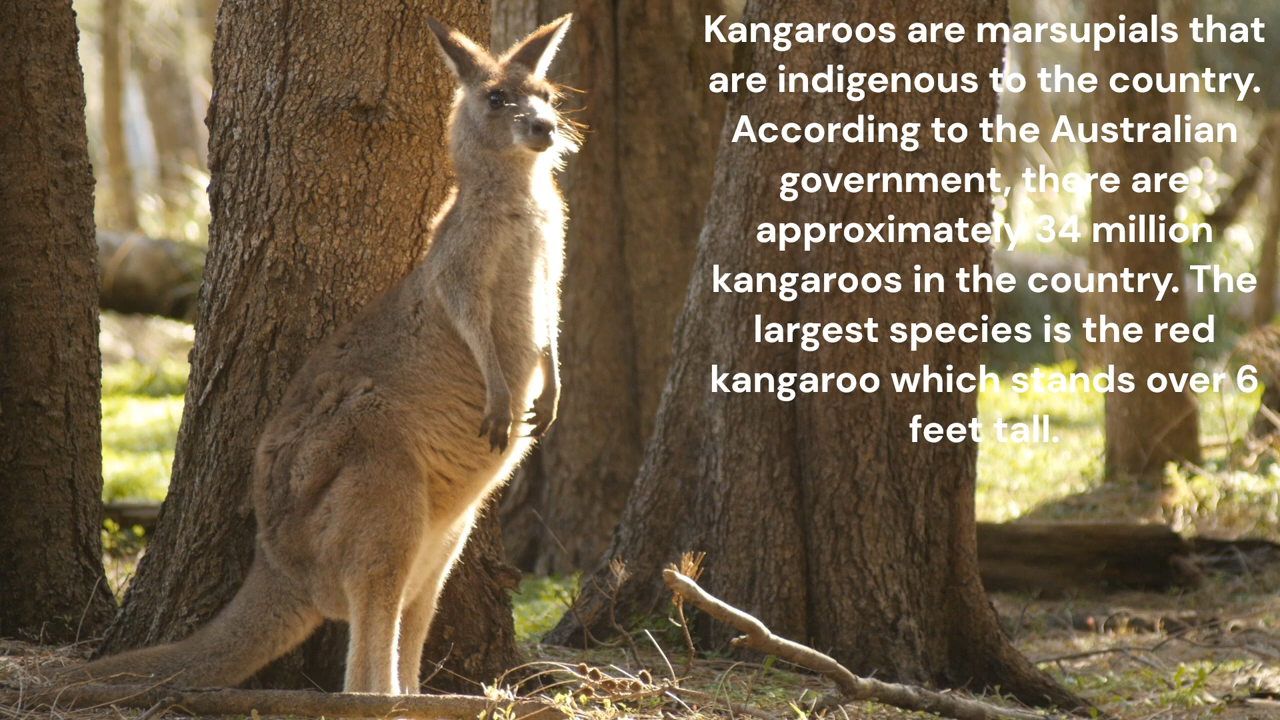 Kangaroos are marsupials that
are indigenous to the country.
According to the Australian
government, there are
approximately 34 million
kangaroos in the country. The
largest species is the red
kangaroo which stands over 6
feet tall.